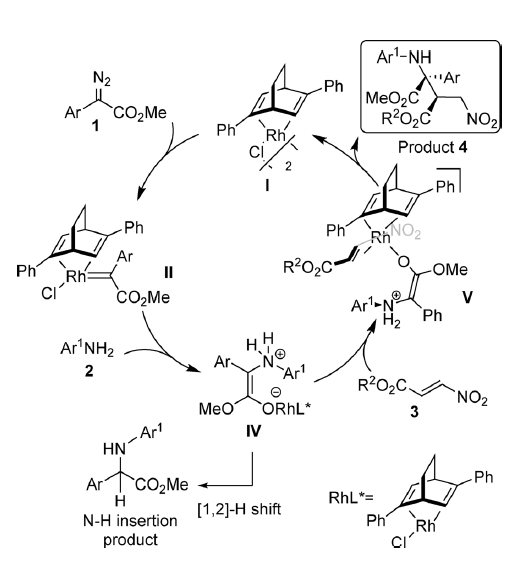 N2
Ar
CO2Me
1
Ph
Ph
Rh
Cl
2
I
Ar1–NH
Ar
MeO2C
R2O2C
NO2
Product 4
Ph
Ph
Rh
Cl
Ar
CO2Me
II
Ph
Ph
Rh
NO2
R2O2C
O
OMe
Ar1
N
H2
⊕
Ph
V
Ar1NH2
2
H
H
N
⊕
Ar
Ar1
MeO
⊖
ORhL*
IV
R2O2C
NO2
3
HN
Ar1
Ar
CO2Me
H
N-H insertion
product
[1,2]-H shift
RhL*=
Ph
Ph
Rh
Cl